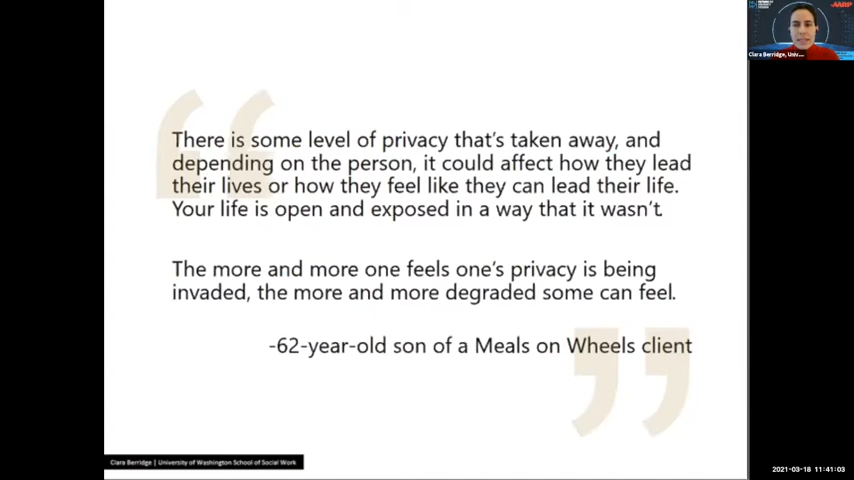 AARP
Clara Berridge, Univ...
There is some level of privacy that's taken away, and
depending on the person, it could affect how they lead
their lives or how they feel like they can lead their life.
Your life is open and exposed in a way that it wasn't.
The more and more one feels one's privacy is being
invaded, the more and more degraded some can feel.
-62-year-old son of a Meals on Wheels client
Clara Berridge | University of Washington School of Social Work
2021-03-18 11:41:03